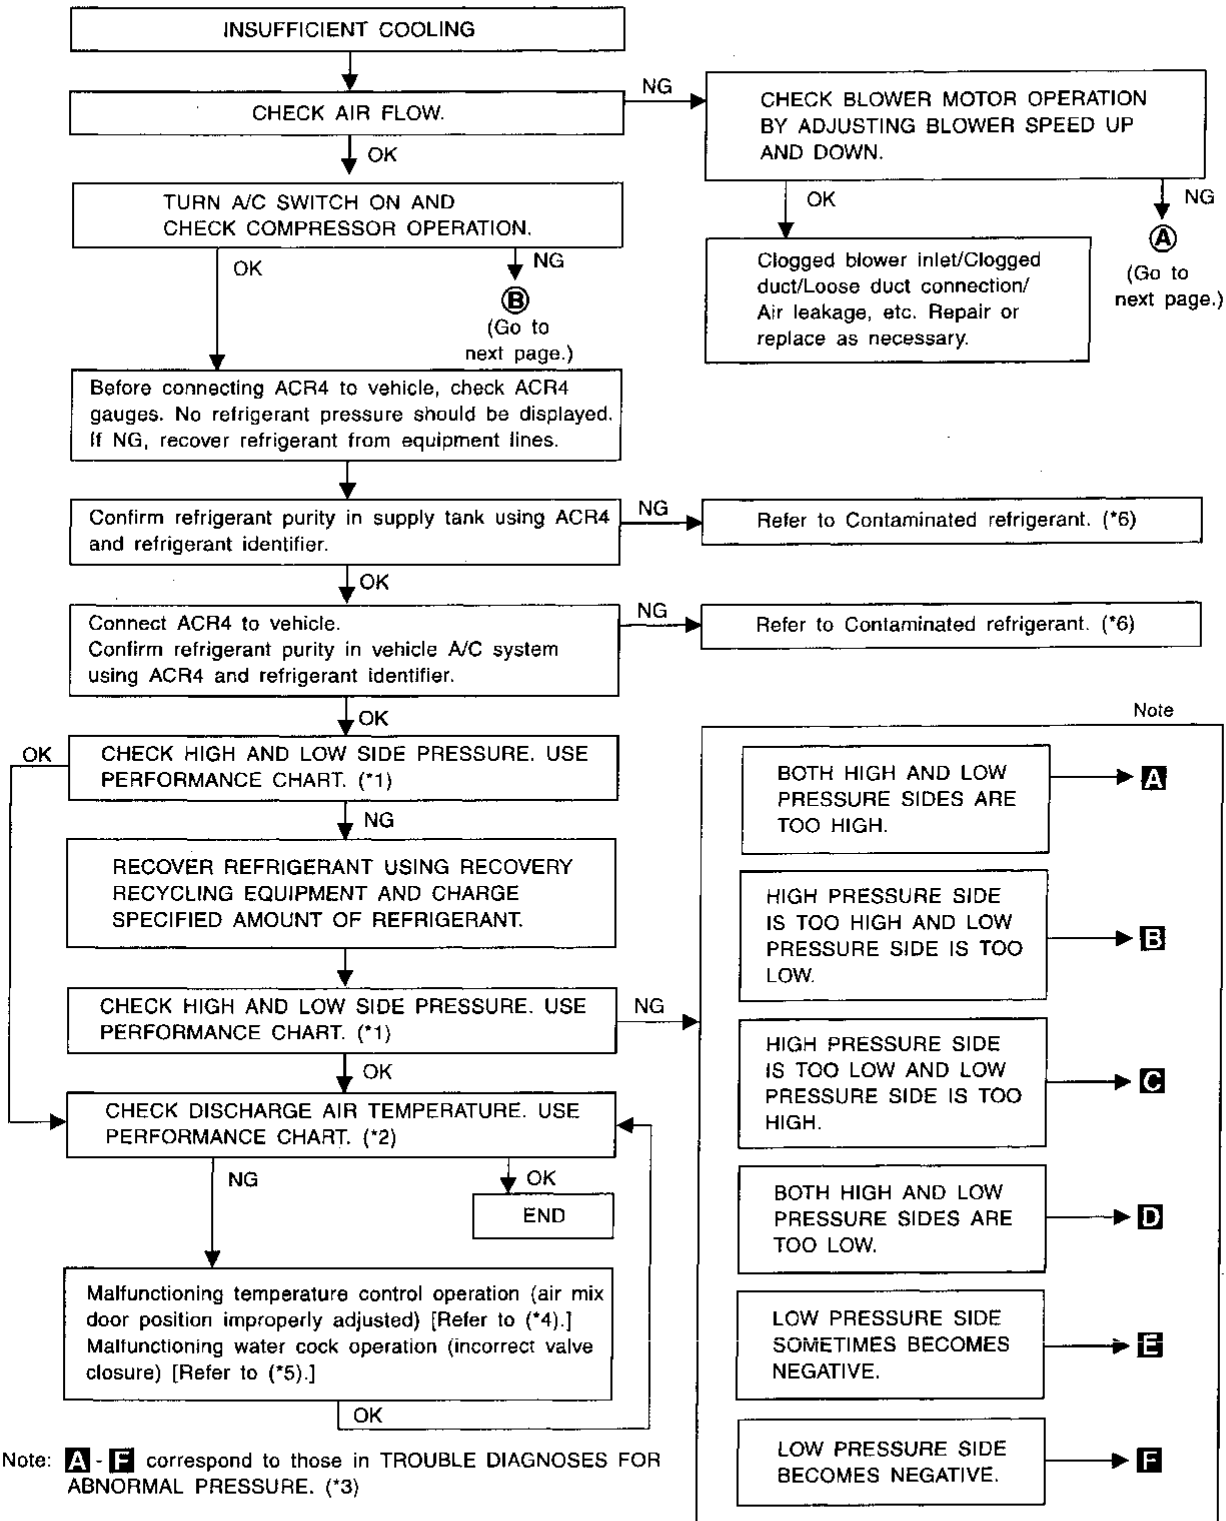 INSUFFICIENT COOLING
CHECK AIR FLOW.
NG
CHECK BLOWER MOTOR OPERATION
BY ADJUSTING BLOWER SPEED UP
AND DOWN.
OK
OK
NG
TURN A/C SWITCH ON AND
CHECK COMPRESSOR OPERATION.
A
(Go to
next page.)
Clogged blower inlet/Clogged
duct/Loose duct connection/
Air leakage, etc. Repair or
replace as necessary.
OK
NG
B
(Go to
next page.)
Before connecting ACR4 to vehicle, check ACR4
gauges. No refrigerant pressure should be displayed.
If NG, recover refrigerant from equipment lines.
Confirm refrigerant purity in supply tank using ACR4
and refrigerant identifier.
NG
Refer to Contaminated refrigerant. (*6)
OK
Connect ACR4 to vehicle.
Confirm refrigerant purity in vehicle A/C system
using ACR4 and refrigerant identifier.
NG
Refer to Contaminated refrigerant. (*6)
OK
OK
CHECK HIGH AND LOW SIDE PRESSURE. USE
PERFORMANCE CHART. (*1)
NG
RECOVER REFRIGERANT USING RECOVERY
RECYCLING EQUIPMENT AND CHARGE
SPECIFIED AMOUNT OF REFRIGERANT.
CHECK HIGH AND LOW SIDE PRESSURE. USE
PERFORMANCE CHART. (*1)
NG
OK
CHECK DISCHARGE AIR TEMPERATURE. USE
PERFORMANCE CHART. (*2)
NG
OK
END
Malfunctioning temperature control operation (air mix
door position improperly adjusted) [Refer to (*4).]
Malfunctioning water cock operation (incorrect valve
closure) [Refer to (*5).]
OK
Note
BOTH HIGH AND LOW
PRESSURE SIDES ARE
TOO HIGH.
A
HIGH PRESSURE SIDE
IS TOO HIGH AND LOW
PRESSURE SIDE IS TOO
LOW.
B
HIGH PRESSURE SIDE
IS TOO LOW AND LOW
PRESSURE SIDE IS TOO
HIGH.
C
BOTH HIGH AND LOW
PRESSURE SIDES ARE
TOO LOW.
D
LOW PRESSURE SIDE
SOMETIMES BECOMES
NEGATIVE.
E
LOW PRESSURE SIDE
BECOMES NEGATIVE.
F
Note: A - F correspond to those in TROUBLE DIAGNOSES FOR
ABNORMAL PRESSURE. (*3)